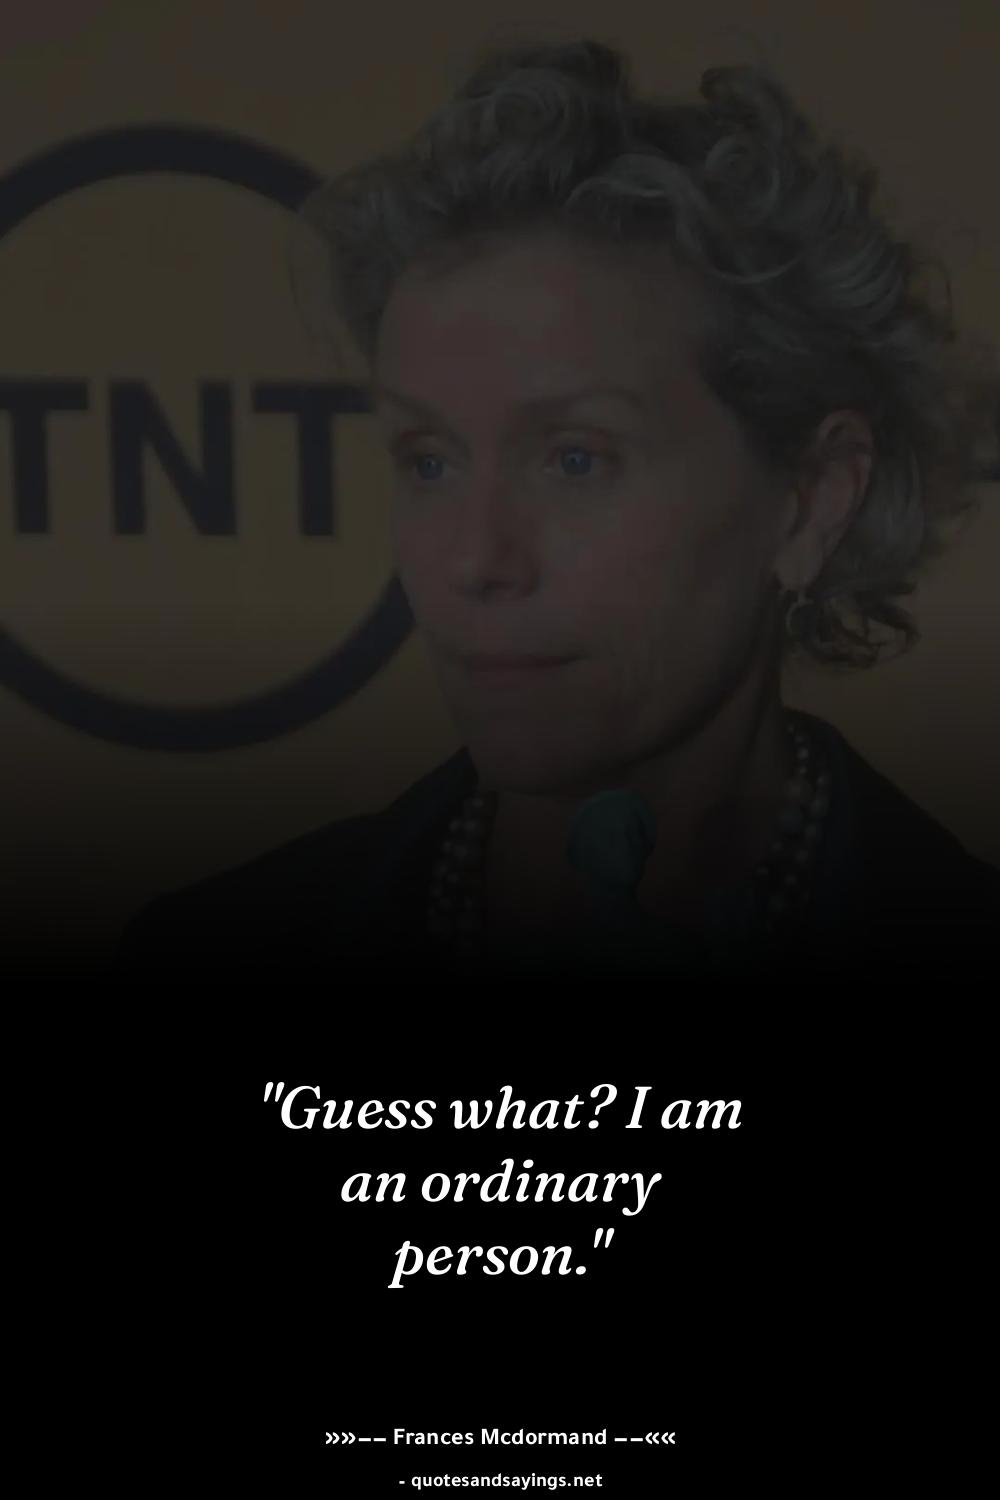 TNT
"Guess what? I am
an ordinary
person."
»»–– Frances Mcdormand ––««
- quotesandsayings.net